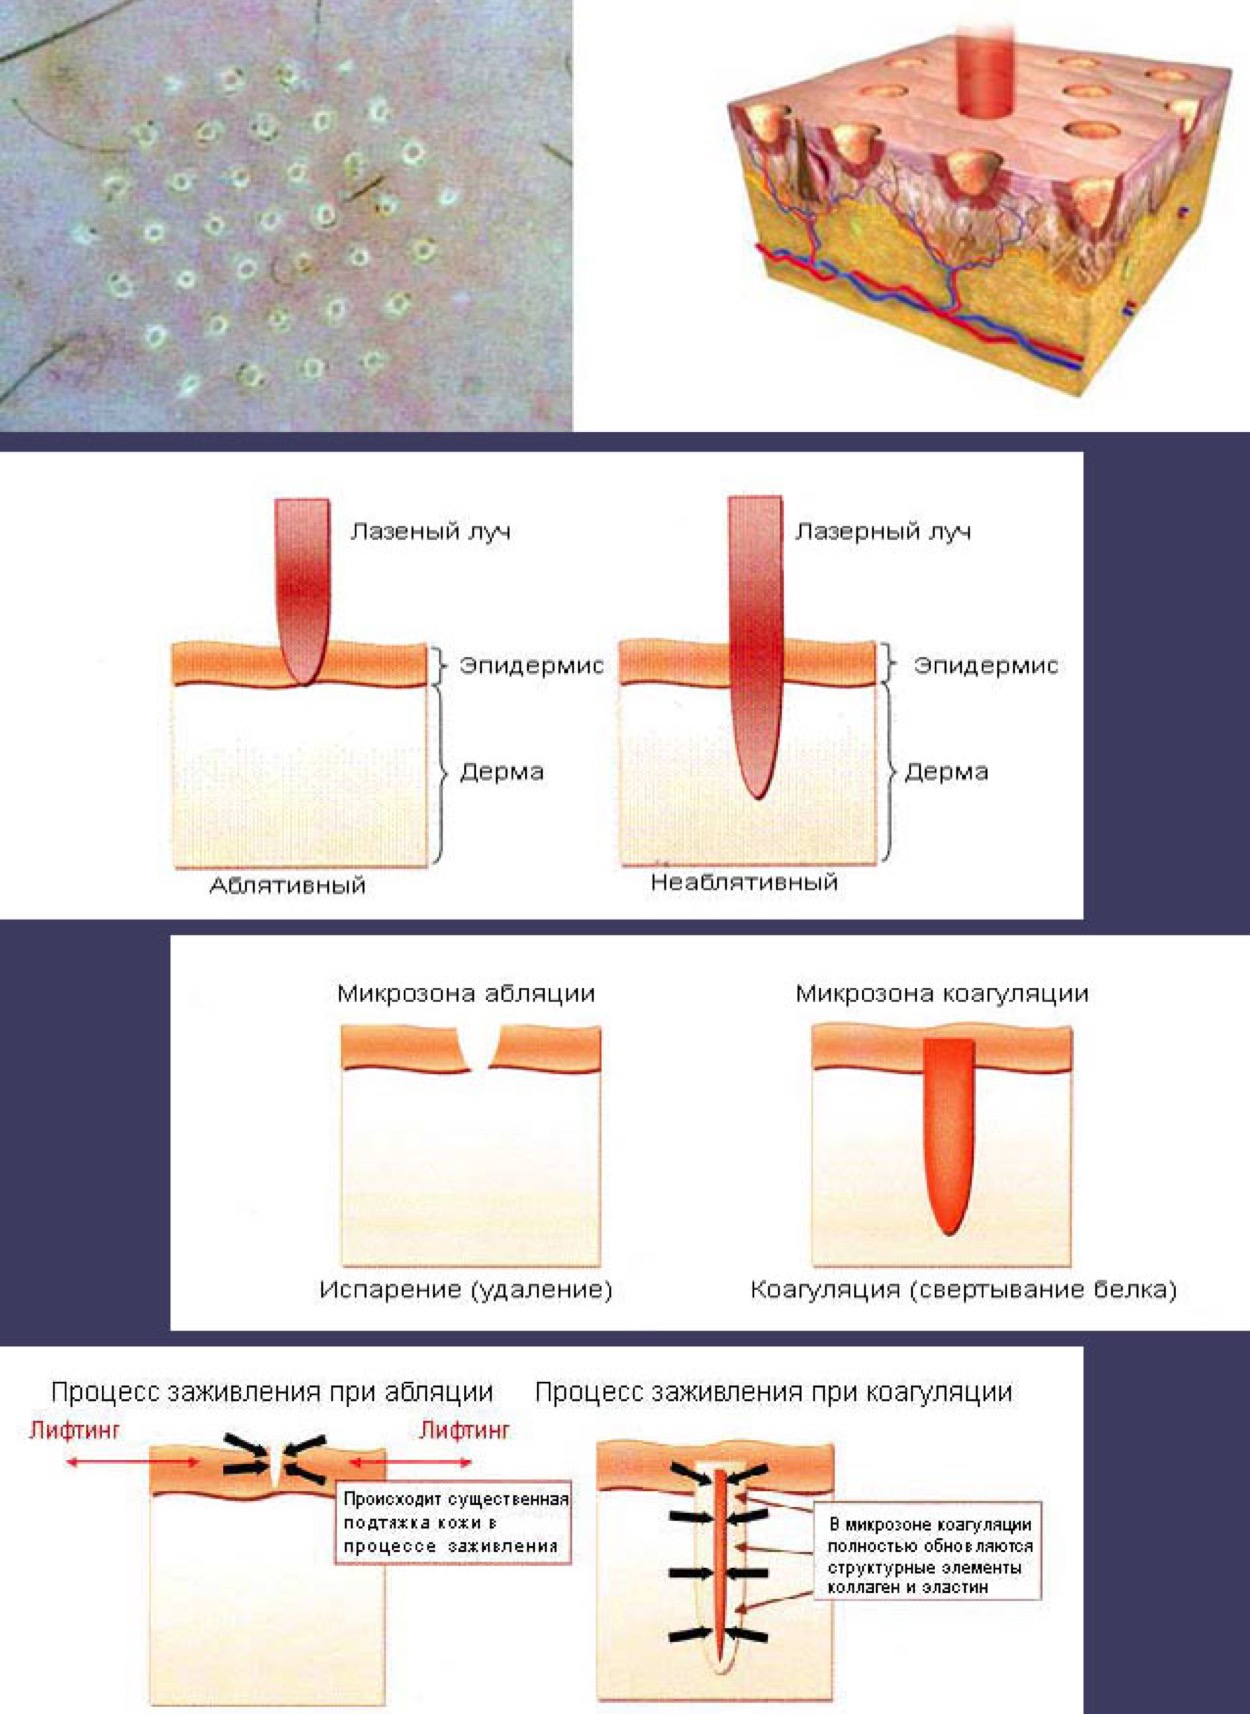 Лазеный луч
Лазерный луч
Эпидермис
Эпидермис
Дерма
Дерма
Аблятивный
Неаблятивный
Микрозона абляции
Микрозона коагуляции
Испарение (удаление)
Коагуляция (свертывание белка)
Процесс заживления при абляции
Процесс заживления при коагуляции
Лифтинг
Лифтинг
Происходит существенная
подтяжка кожи в
процессе заживления
В микрозоне коагуляции
полностью обновляются
структурные элементы
коллаген и эластин